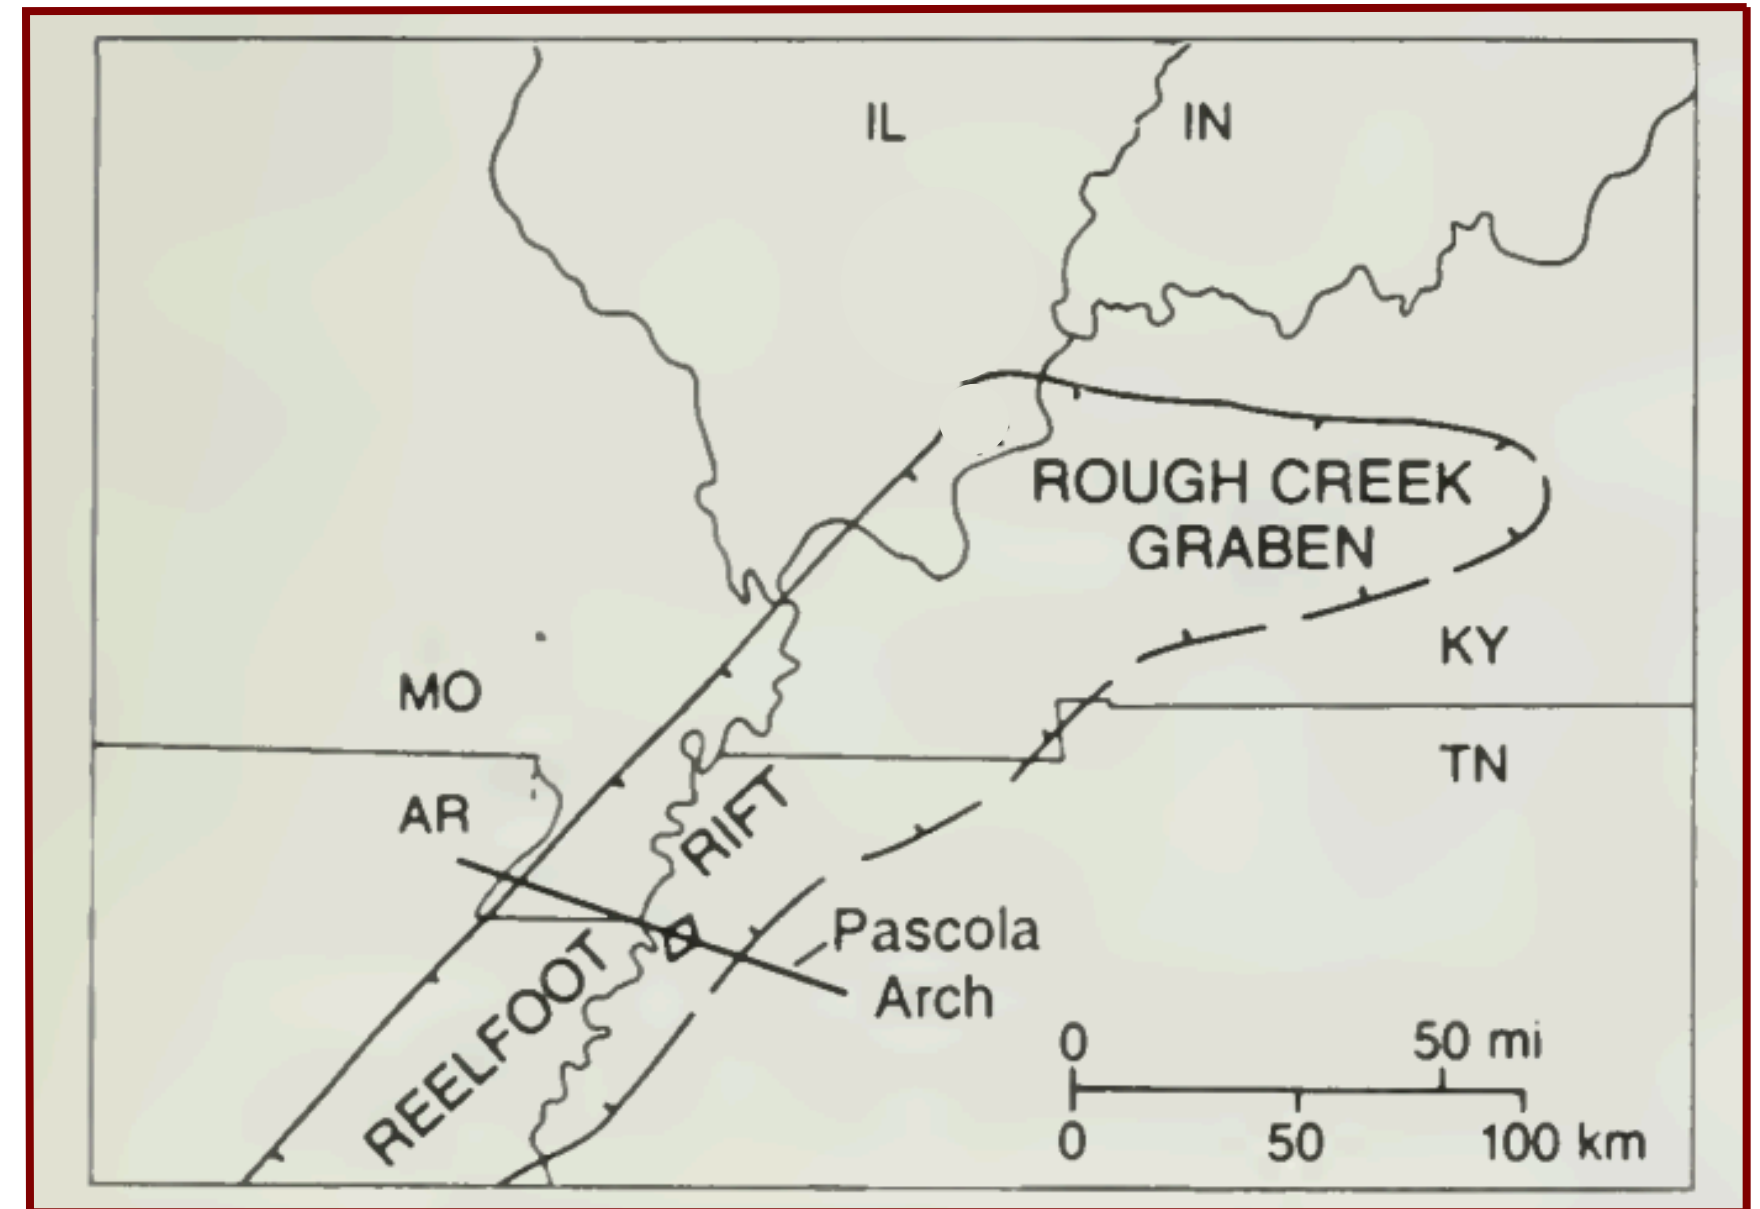 IL
IN
ROUGH CREEK
GRABEN
MO
KY
TN
AR
RIFT
REELFOOT
Pascola
Arch
0 50 mi
0 50 100 km